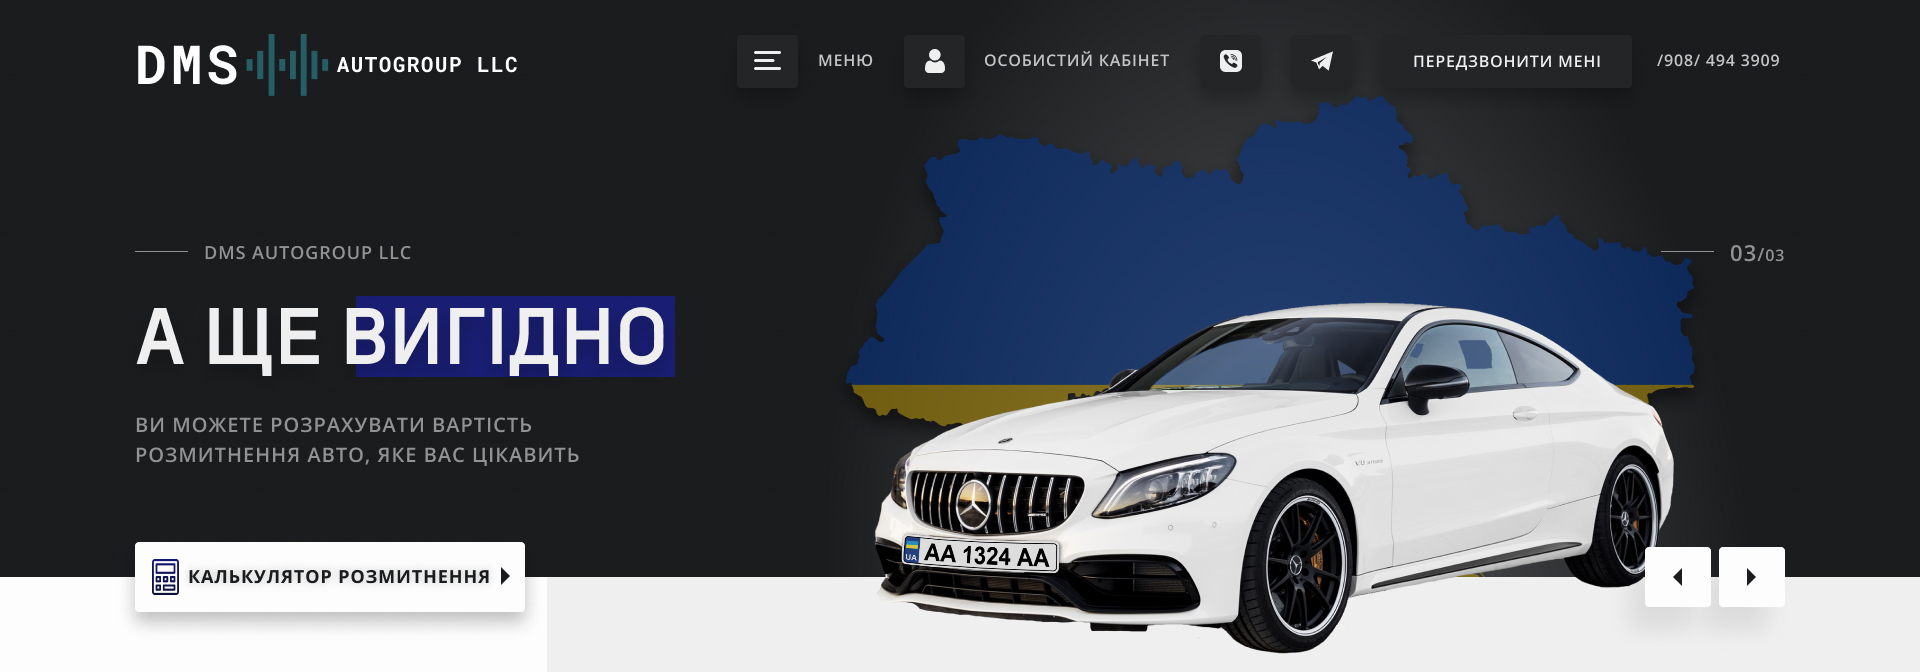 DMS AUTOGROUP LLC
МЕНЮ
ОСОБИСТИЙ КАБІНЕТ
ПЕРЕДЗВОНИТИ МЕНІ
/908/ 494 3909
DMS AUTOGROUP LLC
03/03
А ЩЕ ВИГІДНО
ВИ МОЖЕТЕ РОЗРАХУВАТИ ВАРТІСТЬ
РОЗМИТНЕННЯ АВТО, ЯКЕ ВАС ЦІКАВИТЬ
UA AA 1324 AA
КАЛЬКУЛЯТОР РОЗМИТНЕННЯ